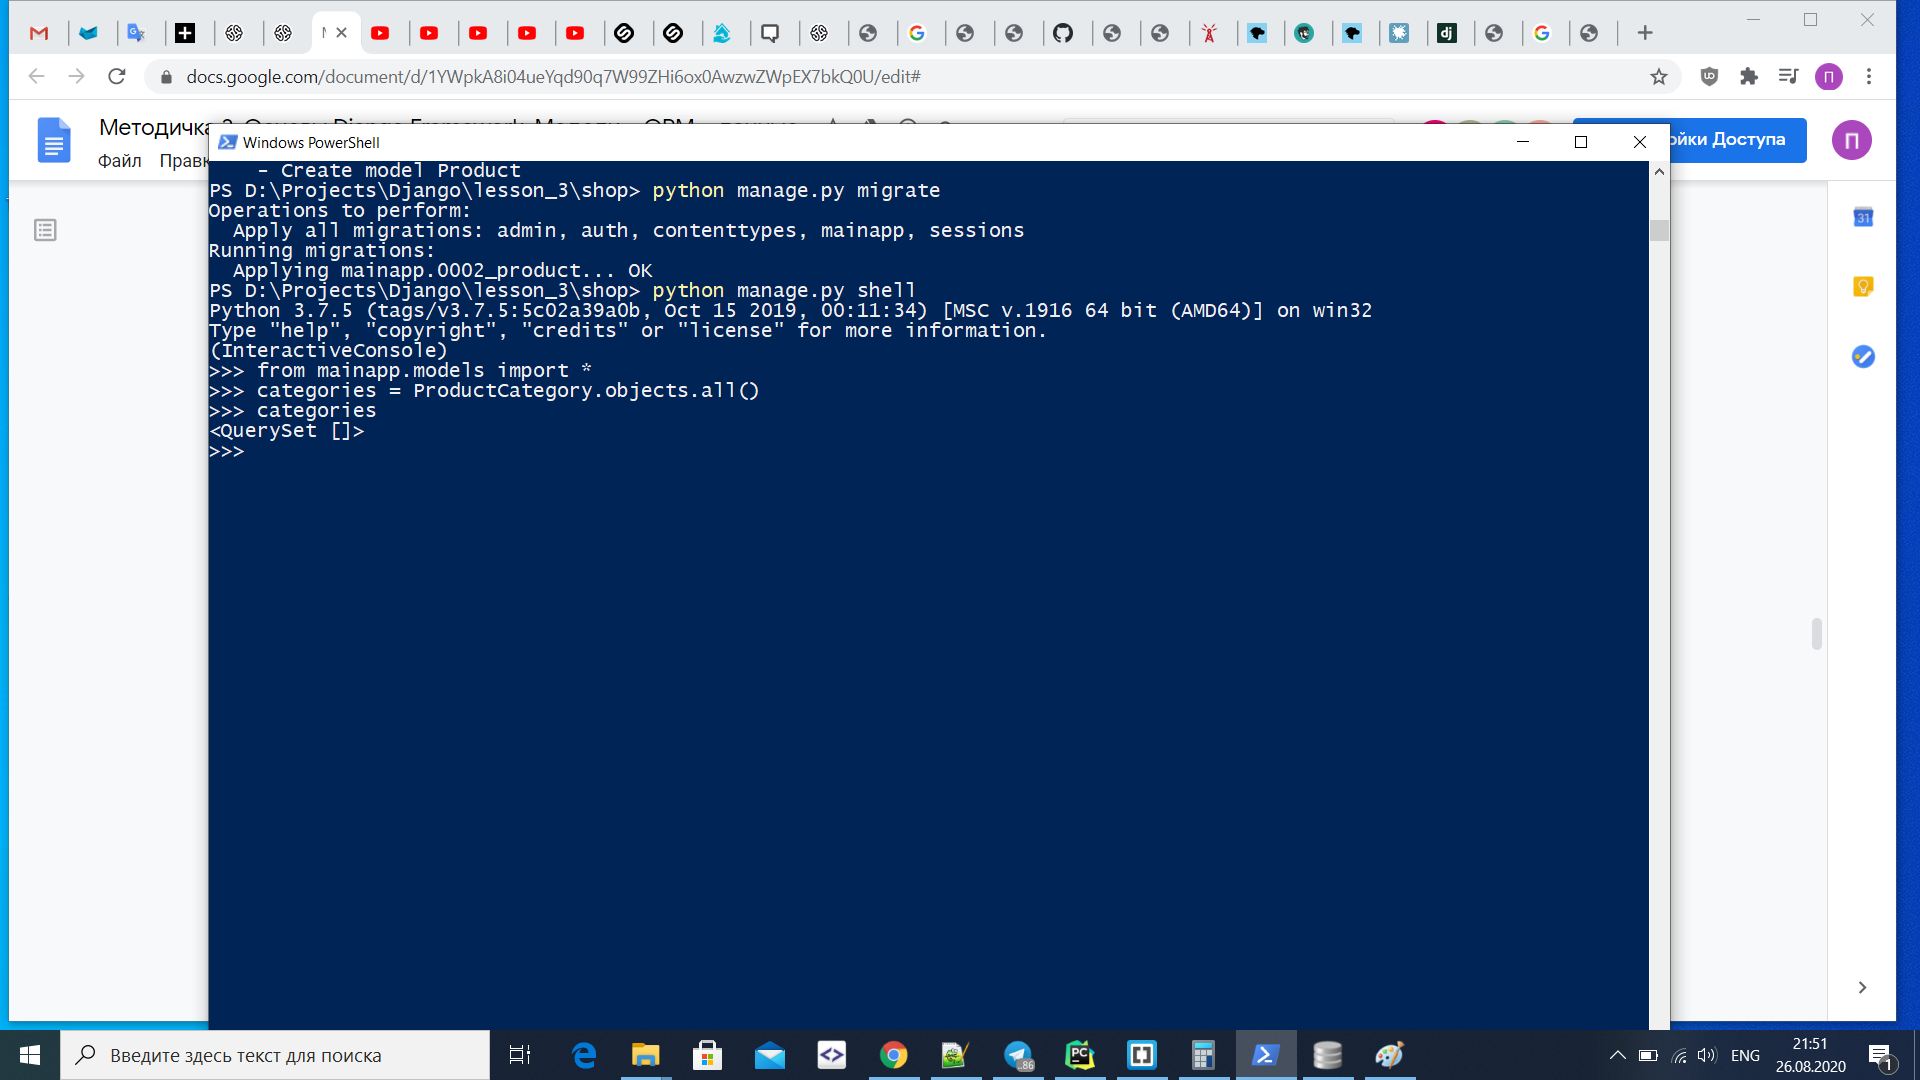 docs.google.com/document/d/1YWpkA8i04ueYqd90q7W99ZHi6ox0AwzwZWpEX7bkQ0U/edit#
Методичка
Файл Правк
ойки Доступа
П
П
31
Windows PowerShell
- Create model Product
PS D:\Projects\Django\lesson_3\shop> python manage.py migrate
Operations to perform:
Apply all migrations: admin, auth, contenttypes, mainapp, sessions
Running migrations:
Applying mainapp.0002_product... OK
PS D:\Projects\Django\lesson_3\shop> python manage.py shell
Python 3.7.5 (tags/v3.7.5:5c02a39a0b, Oct 15 2019, 00:11:34) [MSC v.1916 64 bit (AMD64)] on win32
Type "help", "copyright", "credits" or "license" for more information.
(InteractiveConsole)
>>> from mainapp.models import *
>>> categories = ProductCategory.objects.all()
>>> categories
<QuerySet []>
>>>
Введите здесь текст для поиска
86
ENG
21:51
26.08.2020
1